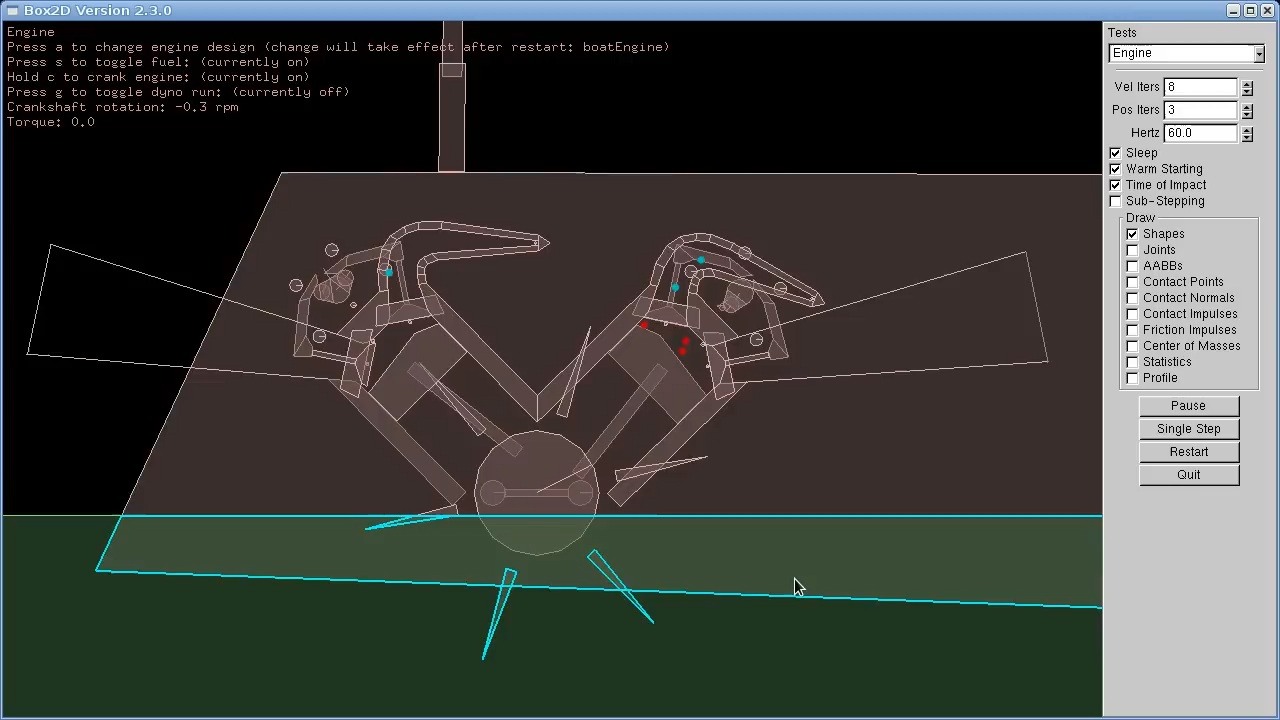 Box2D Version 2.3.0
Engine
Press a to change engine design (change will take effect after restart: boatEngine)
Press s to toggle fuel: (currently on)
Hold c to crank engine: (currently on)
Press g to toggle dyno run: (currently off)
Crankshaft rotation: -0.3 rpm
Torque: 0.0
Tests
Engine
Vel Iters 8
Pos Iters 3
Hertz 60.0
Sleep
Warm Starting
Time of Impact
Sub-Stepping
Draw
Shapes
Joints
AABBs
Contact Points
Contact Normals
Contact Impulses
Friction Impulses
Center of Masses
Statistics
Profile
Pause
Single Step
Restart
Quit